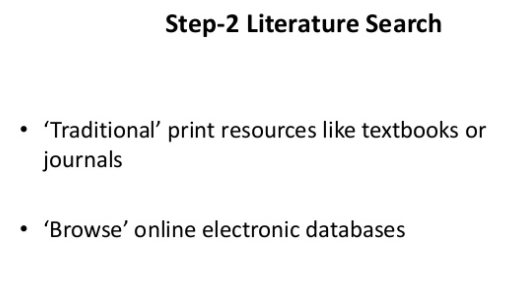 Step-2 Literature Search
• ‘Traditional’ print resources like textbooks or
journals
• ‘Browse’ online electronic databases